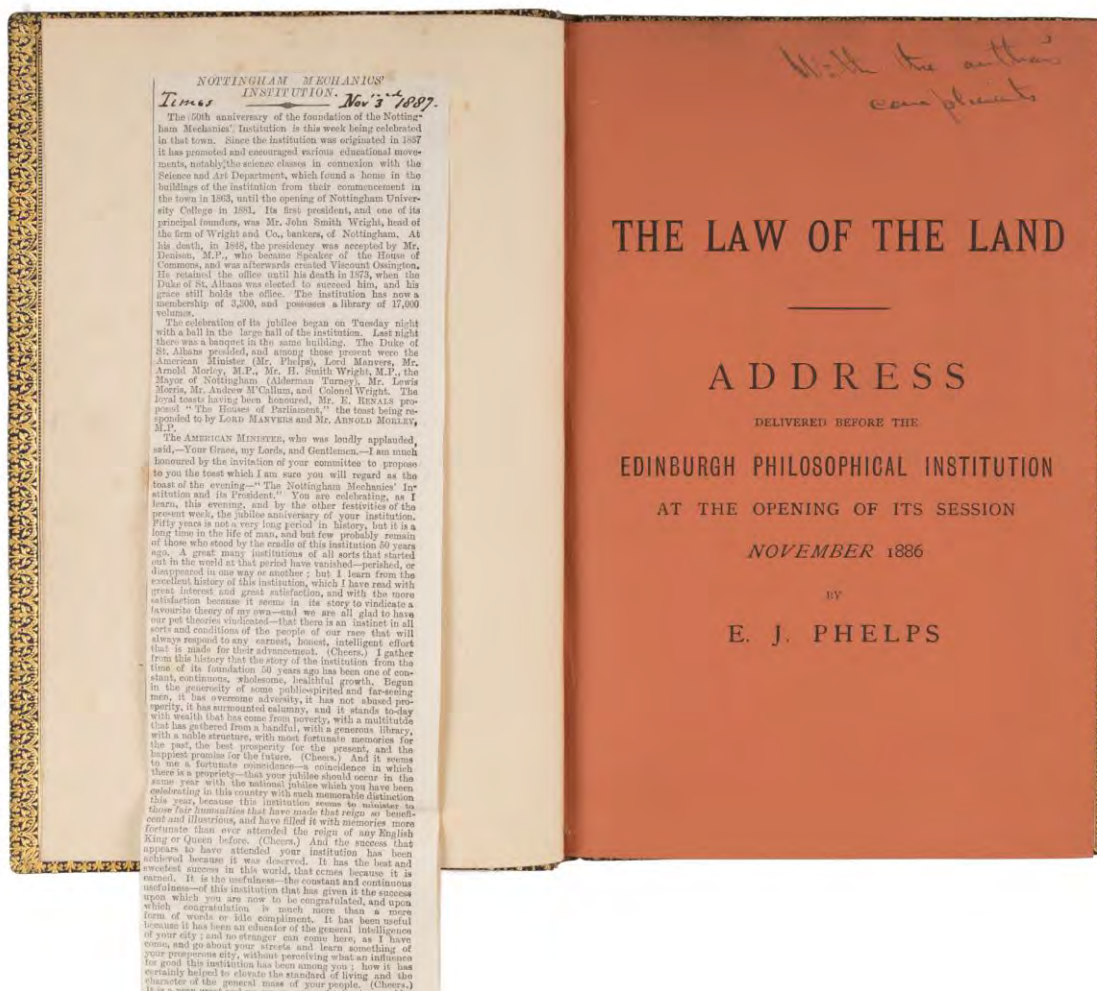 NOTTINGHAM MECHANICS'
INSTITUTION.
Times Nov 3rd 1887.
The 50th anniversary of the foundation of the Notting-
ham Mechanics' Institution is this week being celebrated
in that town. Since the institution was originated in 1837
it has promoted and encouraged various educational move-
ments, notably the science classes in connexion with the
Science and Art Department, which found a home in the
buildings of the institution from their commencement in
the town in 1863, until the opening of Nottingham Univer-
sity College in 1881. Its first president, and one of its
principal founders, was Mr. John Smith Wright, head of
the firm of Wright and Co., bankers, of Nottingham. At
his death, in 1848, the presidency was accepted by Mr.
Denison, M.P., who became Speaker of the House of
Commons, and was afterwards created Viscount Ossington.
He retained the office until his death in 1873, when the
Duke of St. Albans was elected to succeed him, and his
grace still holds the office. The institution has now a
membership of 3,500, and possesses a library of 17,000
volumes.
The celebration of its jubilee began on Tuesday night
with a ball in the large hall of the institution. Last night
there was a banquet in the same building. The Duke of
St. Albans presided, and among those present were the
American Minister (Mr. Phelps), Lord Manvers, Mr.
Arnold Morley, M.P., Mr. H. Smith Wright, M.P., the
Mayor of Nottingham (Alderman Turney), Mr. Lewis
Morris, Mr. Andrew M'Callum, and Colonel Wright. The
loyal toasts having been honoured, Mr. E. RENALS pro-
posed "The Houses of Parliament," the toast being re-
sponded to by LORD MANVERS and Mr. ARNOLD MORLEY,
M.P.
The AMERICAN MINISTER, who was loudly applauded,
said,—Your Grace, my Lords, and Gentlemen.—I am much
honoured by the invitation of your committee to propose
to you the toast which I am sure you will regard as the
toast of the evening—"The Nottingham Mechanics' In-
stitution and its President." You are celebrating, as I
learn, this evening, and by the other festivities of the
present week, the jubilee anniversary of your institution.
Fifty years is not a very long period in history, but it is a
long time in the life of man, and but few probably remain
of those who stood by the cradle of this institution 50 years
ago. A great many institutions of all sorts that started
out in the world at that period have vanished—perished, or
disappeared in one way or another; but I learn from the
excellent history of this institution, which I have read with
great interest and great satisfaction, and with the more
satisfaction because it seems in its story to vindicate a
favourite theory of my own—and we are all glad to have
our pet theories vindicated—that there is an instinct in all
sorts and conditions of the people of our race that will
always respond to any earnest, honest, intelligent effort
that is made for their advancement. (Cheers.) I gather
from this history that the story of the institution from the
time of its foundation 50 years ago has been one of con-
stant, continuous, wholesome, healthful growth. Begun
in the generosity of some public-spirited and far-seeing
men, it has overcome adversity, it has not abused pro-
sperity, it has surmounted calumny, and it stands to-day
with wealth that has come from poverty, with a multitude
that has gathered from a handful, with a generous library,
with a noble structure, with most fortunate memories for
the past, the best prosperity for the present, and the
happiest promise for the future. (Cheers.) And it seems
to me a fortunate coincidence—a coincidence in which
there is a propriety—that your jubilee should occur in the
same year with the national jubilee which you have been
celebrating in this country with such memorable distinction
this year, because this institution seems to minister to
those fair humanities that have made that reign so benefi-
cent and illustrious, and have filled it with memories more
fortunate than ever attended the reign of any English
King or Queen before. (Cheers.) And the success that
appears to have attended your institution has been
achieved because it was deserved. It has the best and
sweetest success in this world, that comes because it is
earned. It is the usefulness—the constant and continuous
usefulness—of this institution that has given it the success
upon which you are now to be congratulated, and upon
which congratulation is much more than a mere
form of words or idle compliment. It has been useful
because it has been an educator of the general intelligence
of your city; and no stranger can come here, as I have
come, and go about your streets and learn something of
your prosperous city, without perceiving what an influence
for good this institution has been among you; how it has
certainly helped to elevate the standard of living and the
character of the general mass of your people. (Cheers.)
With the author's
compliments
THE LAW OF THE LAND
ADDRESS
DELIVERED BEFORE THE
EDINBURGH PHILOSOPHICAL INSTITUTION
AT THE OPENING OF ITS SESSION
NOVEMBER 1886
BY
E. J. PHELPS